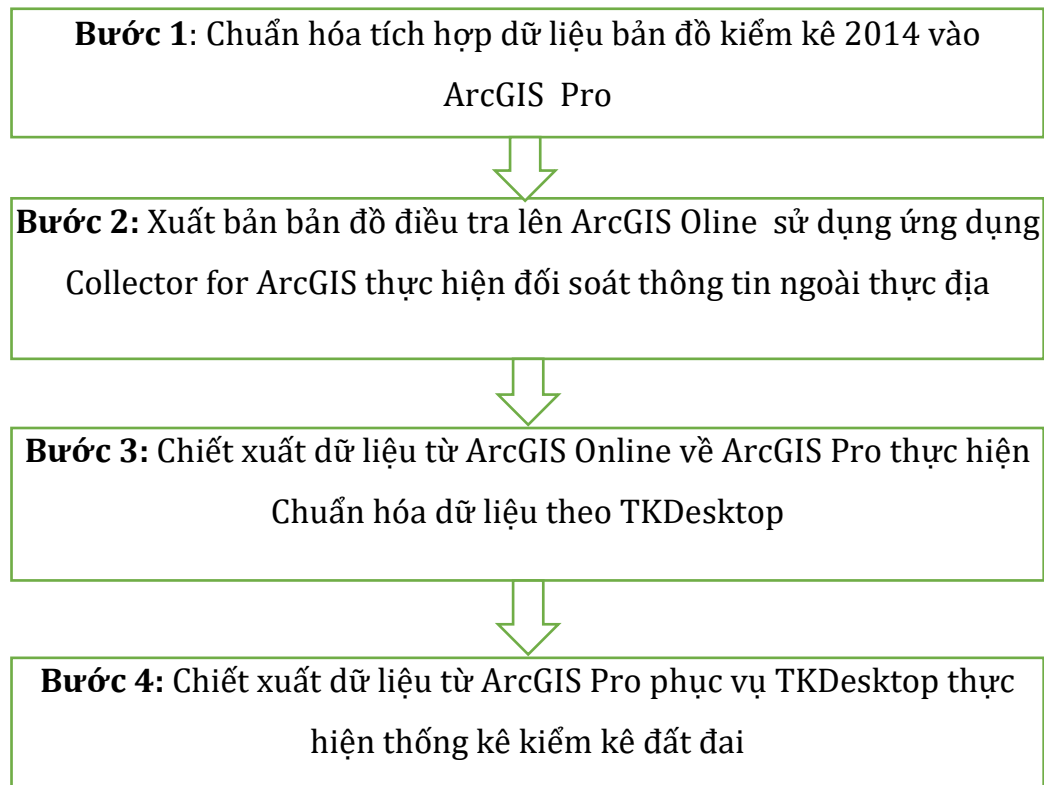 Bước 1: Chuẩn hóa tích hợp dữ liệu bản đồ kiểm kê 2014 vào
ArcGIS Pro
Bước 2: Xuất bản bản đồ điều tra lên ArcGIS Oline sử dụng ứng dụng
Collector for ArcGIS thực hiện đối soát thông tin ngoài thực địa
Bước 3: Chiết xuất dữ liệu từ ArcGIS Online về ArcGIS Pro thực hiện
Chuẩn hóa dữ liệu theo TKDesktop
Bước 4: Chiết xuất dữ liệu từ ArcGIS Pro phục vụ TKDesktop thực
hiện thống kê kiểm kê đất đai